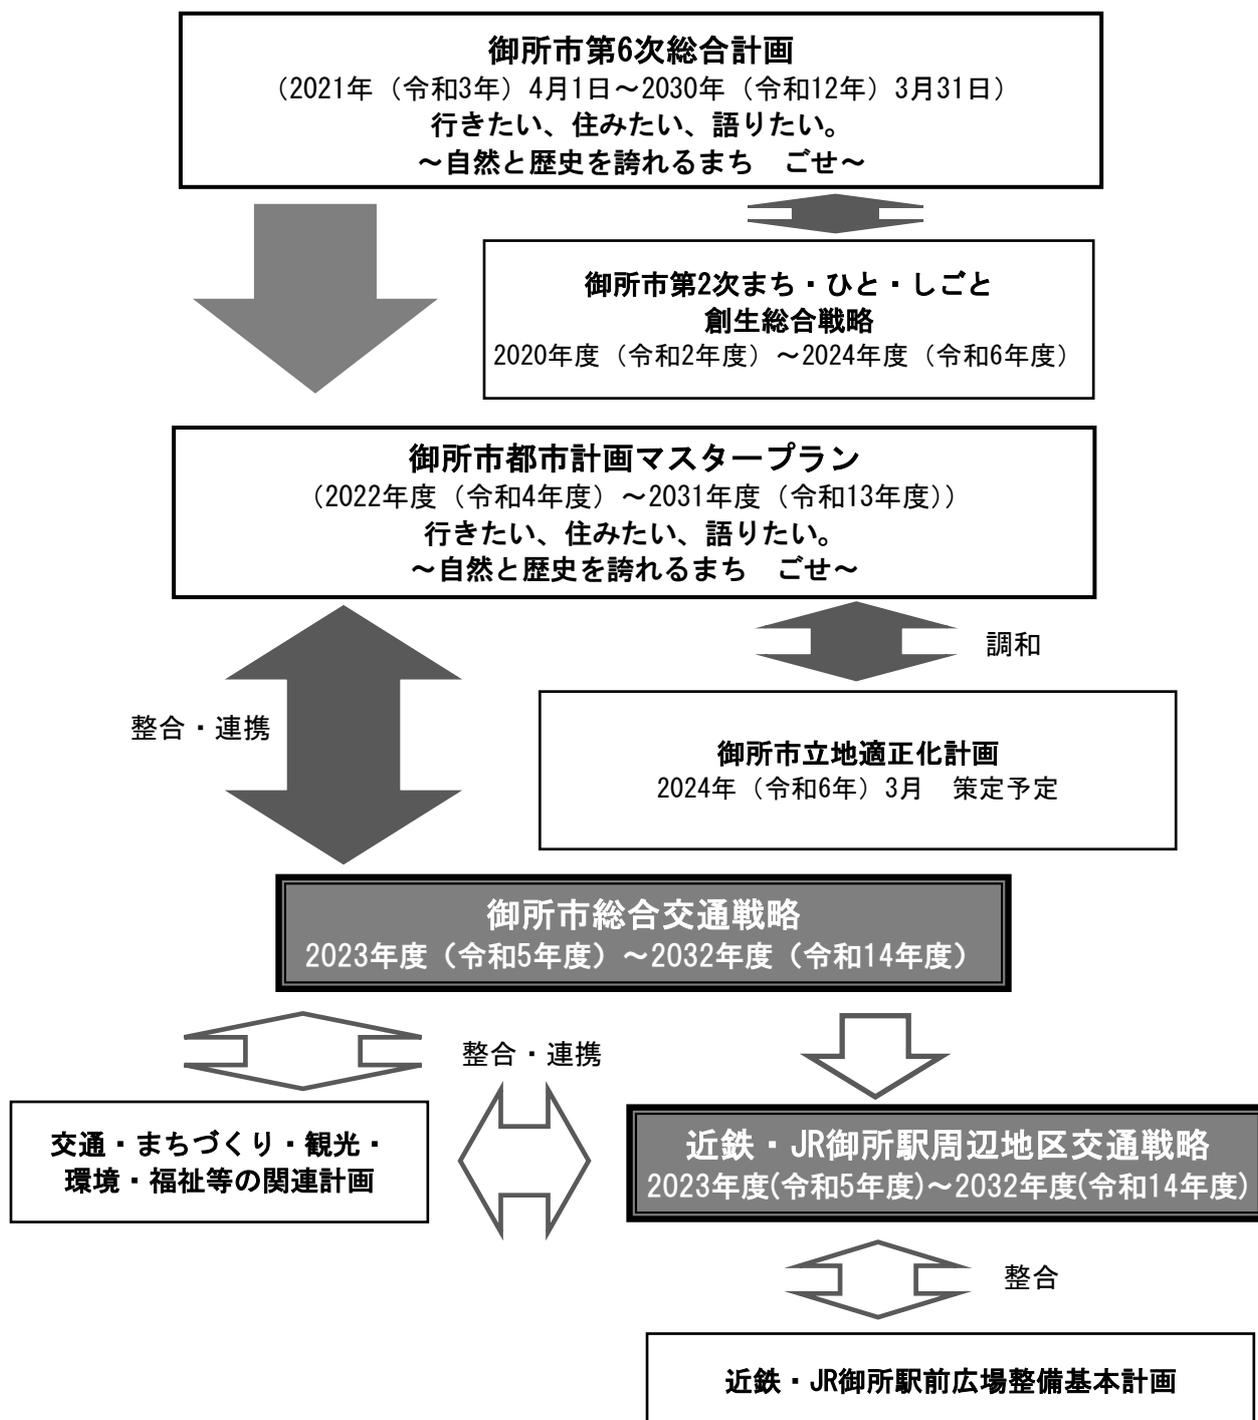 御所市第6次総合計画
（2021年（令和3年）4月1日～2030年（令和12年）3月31日）
行きたい、住みたい、語りたい。
～自然と歴史を誇れるまち　ごせ～
御所市第2次まち・ひと・しごと
創生総合戦略
2020年度（令和2年度）～2024年度（令和6年度）
御所市都市計画マスタープラン
（2022年度（令和4年度）～2031年度（令和13年度））
行きたい、住みたい、語りたい。
～自然と歴史を誇れるまち　ごせ～
調和
整合・連携
御所市立地適正化計画
2024年（令和6年）3月　策定予定
御所市総合交通戦略
2023年度（令和5年度）～2032年度（令和14年度）
整合・連携
交通・まちづくり・観光・
環境・福祉等の関連計画
近鉄・JR御所駅周辺地区交通戦略
2023年度(令和5年度)～2032年度(令和14年度)
整合
近鉄・JR御所駅前広場整備基本計画